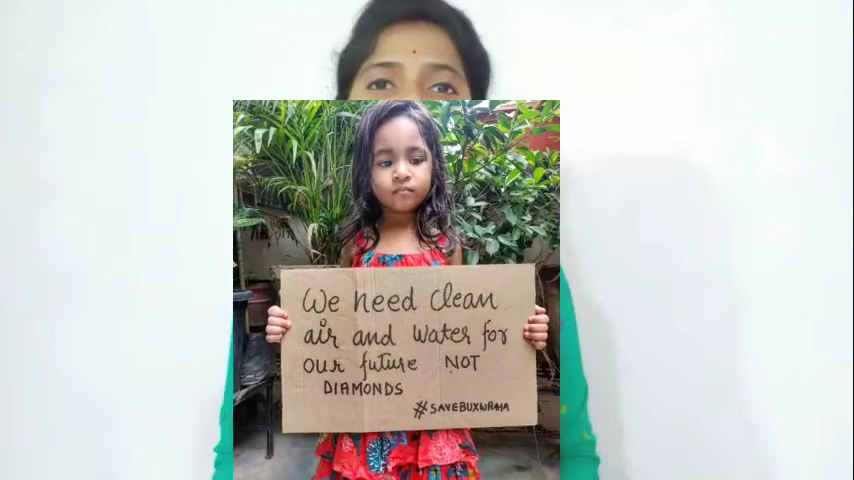 We need clean
air and water for
our future NOT
DIAMONDS
#SAVEBUXWAHA